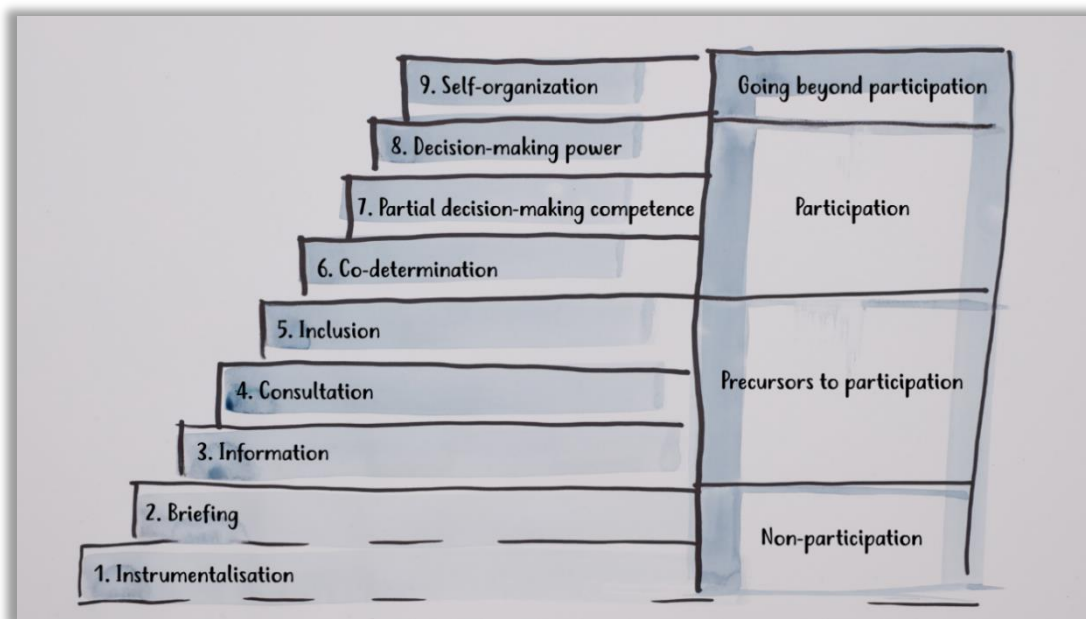 9. Self-organization
Going beyond participation
8. Decision-making power
7. Partial decision-making competence
Participation
6. Co-determination
5. Inclusion
4. Consultation
Precursors to participation
3. Information
2. Briefing
Non-participation
1. Instrumentalisation